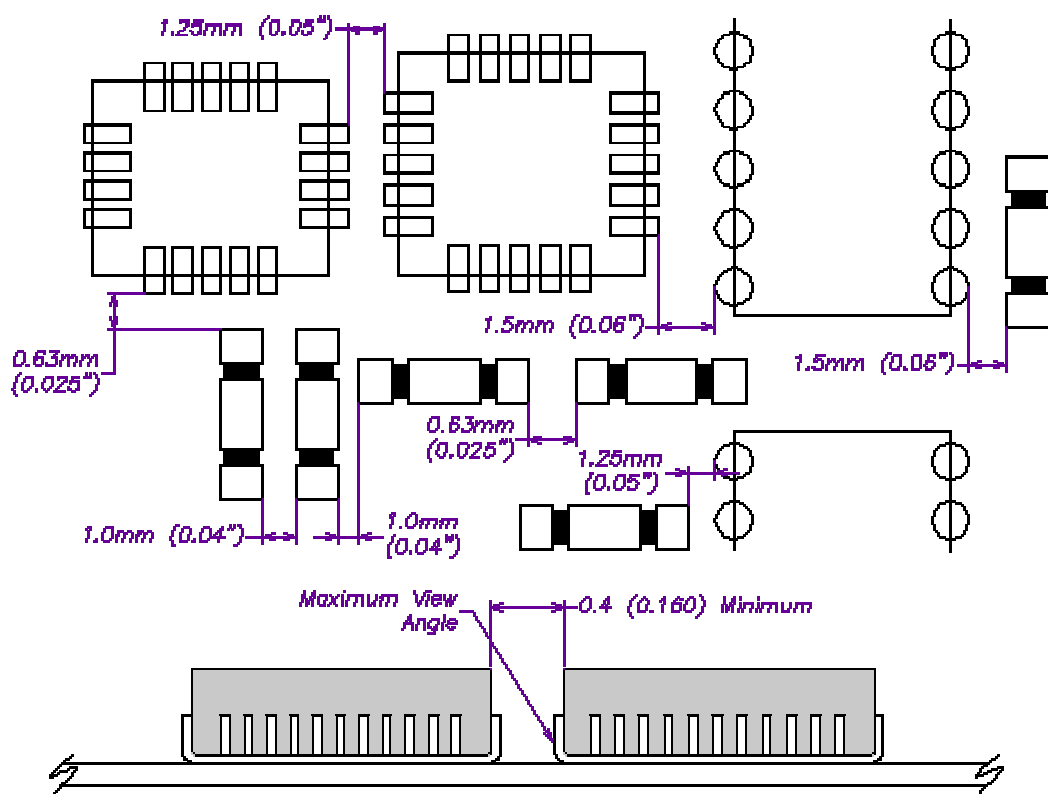 1.25mm (0.05")
1.5mm (0.06")
0.63mm
(0.025")
1.5mm (0.06")
0.63mm
(0.025")
1.25mm
(0.05")
1.0mm (0.04")
1.0mm
(0.04")
Maximum View
Angle
0.4 (0.160) Minimum